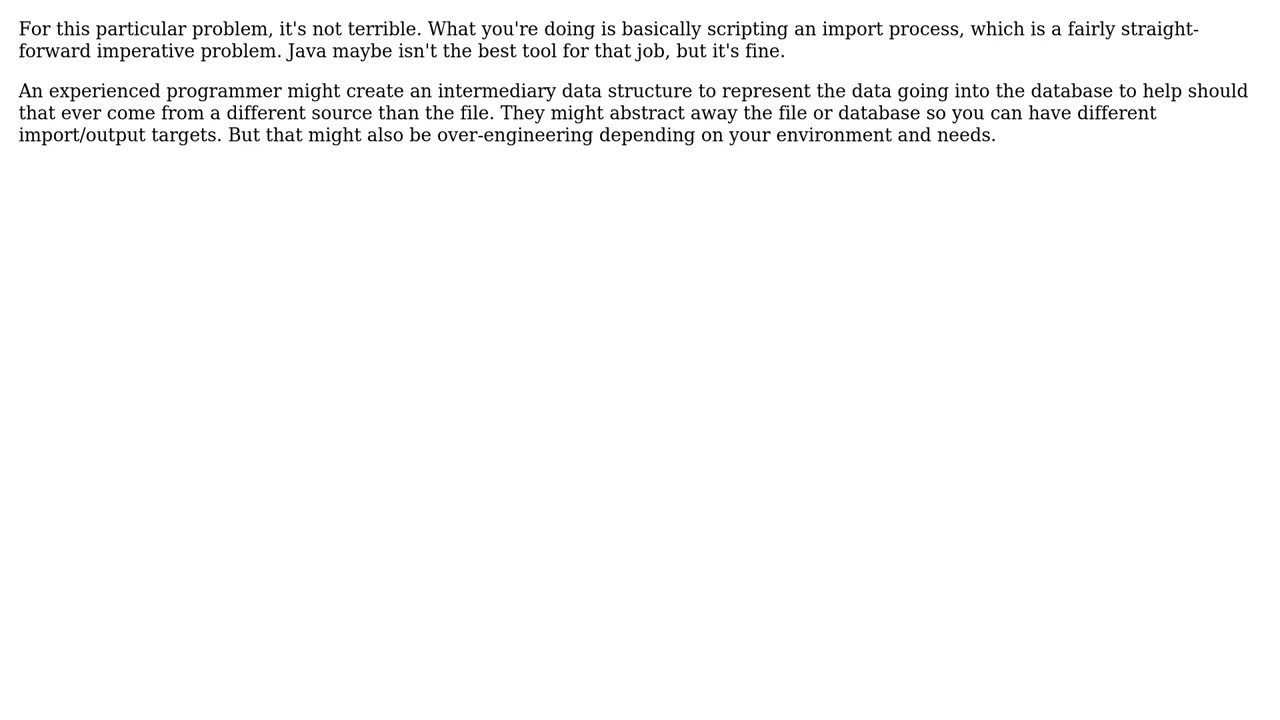 For this particular problem, it's not terrible. What you're doing is basically scripting an import process, which is a fairly straight-
forward imperative problem. Java maybe isn't the best tool for that job, but it's fine.
An experienced programmer might create an intermediary data structure to represent the data going into the database to help should
that ever come from a different source than the file. They might abstract away the file or database so you can have different
import/output targets. But that might also be over-engineering depending on your environment and needs.